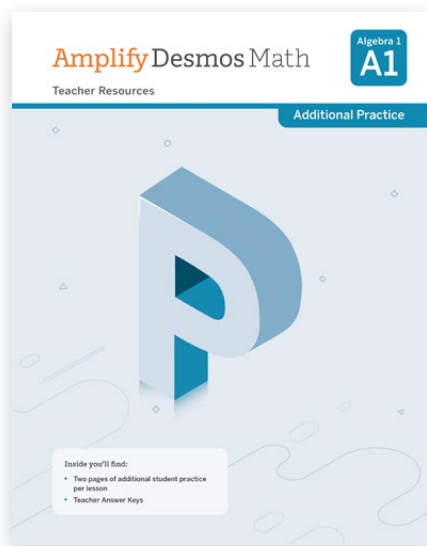 Amplify Desmos Math
Algebra 1
A1
Teacher Resources
Additional Practice
P
Inside you'll find:
• Two pages of additional student practice
per lesson
• Teacher Answer Keys